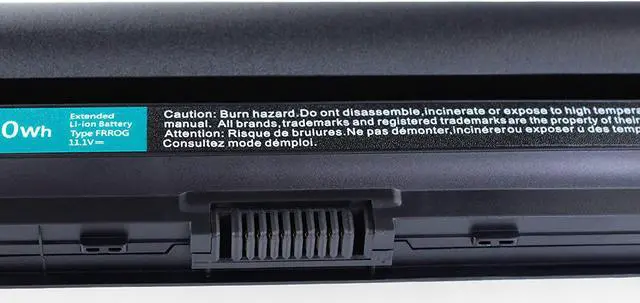 0Wh
Extended
Li-ion Battery
Type FRROG
11.1V⎓
Caution: Burn hazard.Do ont disassemble,incinerate or expose to high tempera
manual. All brands,trademarks and registered trademarks are the property of their
Attention: Risque de brulures.Ne pas démonter,incinérerou exposer ú des temp
Consultez mode démploi.